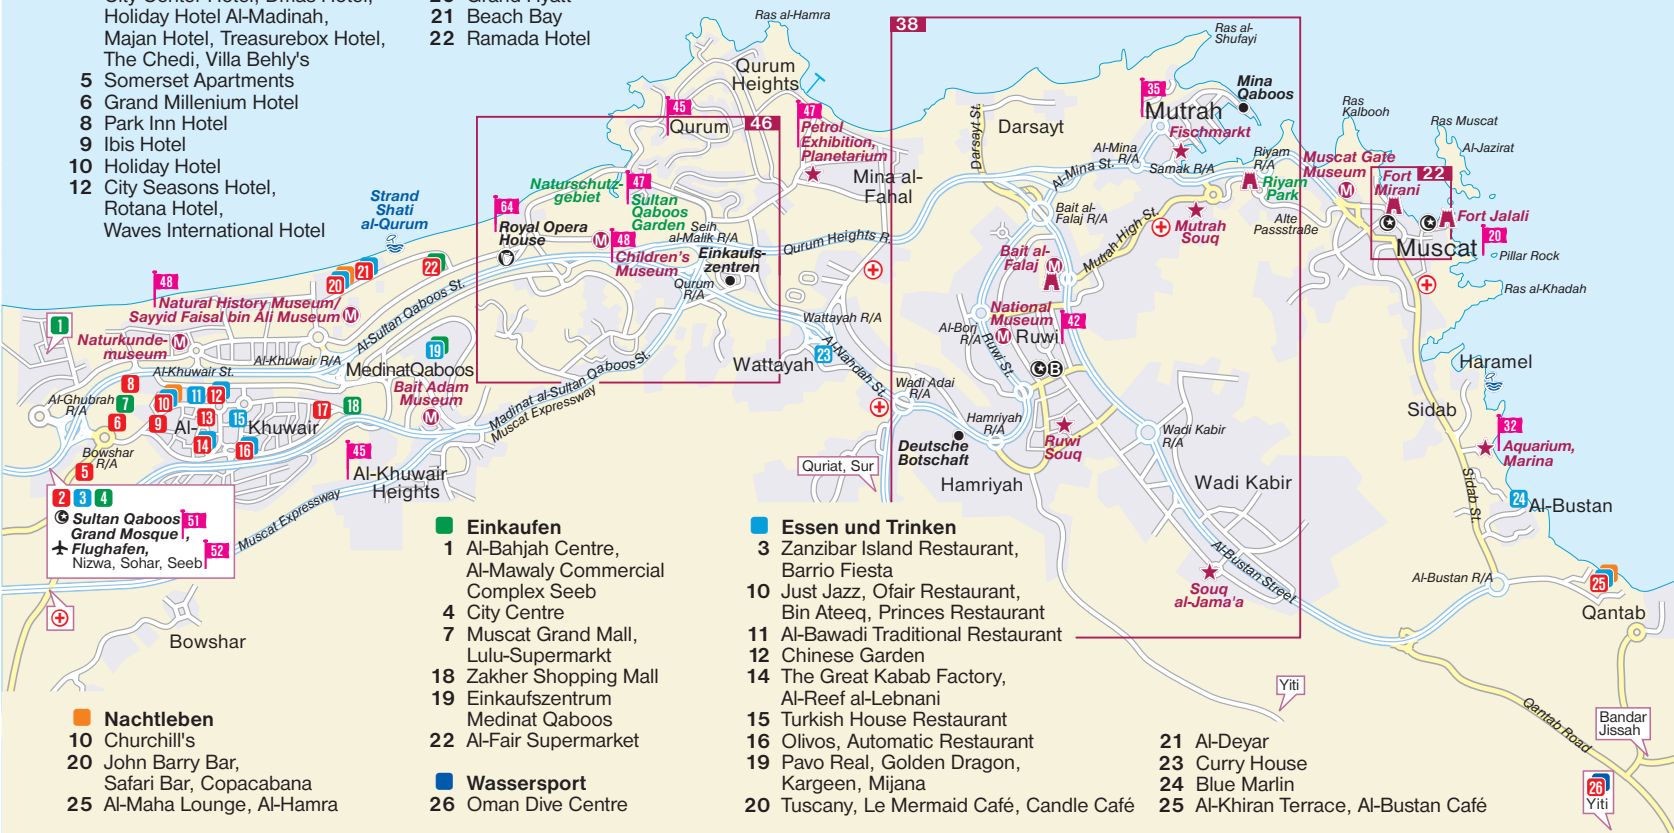 Holiday Hotel Al-Madinah,
Majan Hotel, Treasurebox Hotel,
The Chedi, Villa Behly's
5 Somerset Apartments
6 Grand Millenium Hotel
8 Park Inn Hotel
9 Ibis Hotel
10 Holiday Hotel
12 City Seasons Hotel,
Rotana Hotel,
Waves International Hotel
21 Beach Bay
22 Ramada Hotel
Ras al-Hamra
Qurum
Heights
45
Qurum
46
47
Petrol
Exhibition,
Planetarium
Mina al-
Fahal
38
Ras al-
Shufayi
Mina
Qaboos
35
Mutrah
Fischmarkt
Darsayt
Darsayt St.
Al-Mina
R/A
Al-Mina St.
Samak R/A
Riyam
R/A
Riyam
Park
Ras
Kalbooh
Ras Muscat
Al-Jazirat
Muscat Gate
Museum
Fort
Mirani
22
Fort Jalali
20
Muscat
Pillar Rock
Ras al-Khadah
Alte
Passstraße
Mutrah
Souq
Mutrah High St.
Bait al-
Falaj R/A
Bait al-
Falaj
National
Museum
42
Ruwi
B
Al-Borj
R/A
Ruwi St.
Strand
Shati
al-Qurum
Naturschutz-
gebiet
47
Sultan
Qaboos
Garden
64
Royal Opera
House
48
Children's
Museum
Seih
al-Malik R/A
Einkaufs-
zentren
Qurum
R/A
Qurum Heights R.
Wattayah R/A
Wattayah
23
Al-Nahdah St.
Wadi Adai
R/A
20
21
22
48
Natural History Museum/
Sayyid Faisal bin Ali Museum
Al-Sultan Qaboos St.
1
Naturkunde-
museum
Al-Khuwair R/A
Al-Khuwair St.
19
Medinat Qaboos
Bait Adam
Museum
Madinat al-Sultan Qaboos St.
Muscat Expressway
Al-Ghubrah
R/A
8
7
6
10
11
12
9
13
15
17
18
14
16
Al-
Khuwair
Bowshar
R/A
5
45
Al-Khuwair
Heights
2 3 4
Sultan Qaboos
Grand Mosque,
51
Flughafen,
Nizwa, Sohar, Seeb
52
Muscat Expressway
Bowshar
Deutsche
Botschaft
Hamriyah
R/A
Hamriyah
Quriat, Sur
Ruwi
Souq
Wadi Kabir
R/A
Wadi Kabir
Souq
al-Jama'a
Al-Bustan Street
Haramel
Sidab
Sidab St.
32
Aquarium,
Marina
24
Al-Bustan
Al-Bustan R/A
25
Qantab
Yiti
Qantab Road
Bandar
Jissah
26
Yiti
Einkaufen
1 Al-Bahjah Centre,
Al-Mawaly Commercial
Complex Seeb
4 City Centre
7 Muscat Grand Mall,
Lulu-Supermarkt
18 Zakher Shopping Mall
19 Einkaufszentrum
Medinat Qaboos
22 Al-Fair Supermarket
Wassersport
26 Oman Dive Centre
Nachtleben
10 Churchill's
20 John Barry Bar,
Safari Bar, Copacabana
25 Al-Maha Lounge, Al-Hamra
Essen und Trinken
3 Zanzibar Island Restaurant,
Barrio Fiesta
10 Just Jazz, Ofair Restaurant,
Bin Ateeq, Princes Restaurant
11 Al-Bawadi Traditional Restaurant
12 Chinese Garden
14 The Great Kabab Factory,
Al-Reef al-Lebnani
15 Turkish House Restaurant
16 Olivos, Automatic Restaurant
19 Pavo Real, Golden Dragon,
Kargeen, Mijana
20 Tuscany, Le Mermaid Café, Candle Café
21 Al-Deyar
23 Curry House
24 Blue Marlin
25 Al-Khiran Terrace, Al-Bustan Café